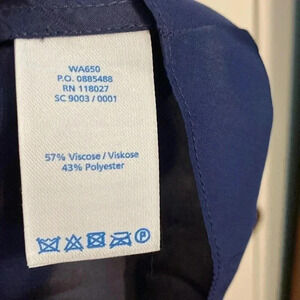 WA650
P.O. 0885488
RN 118027
SC 9003 / 0001
57% Viscose / Viskose
43% Polyester